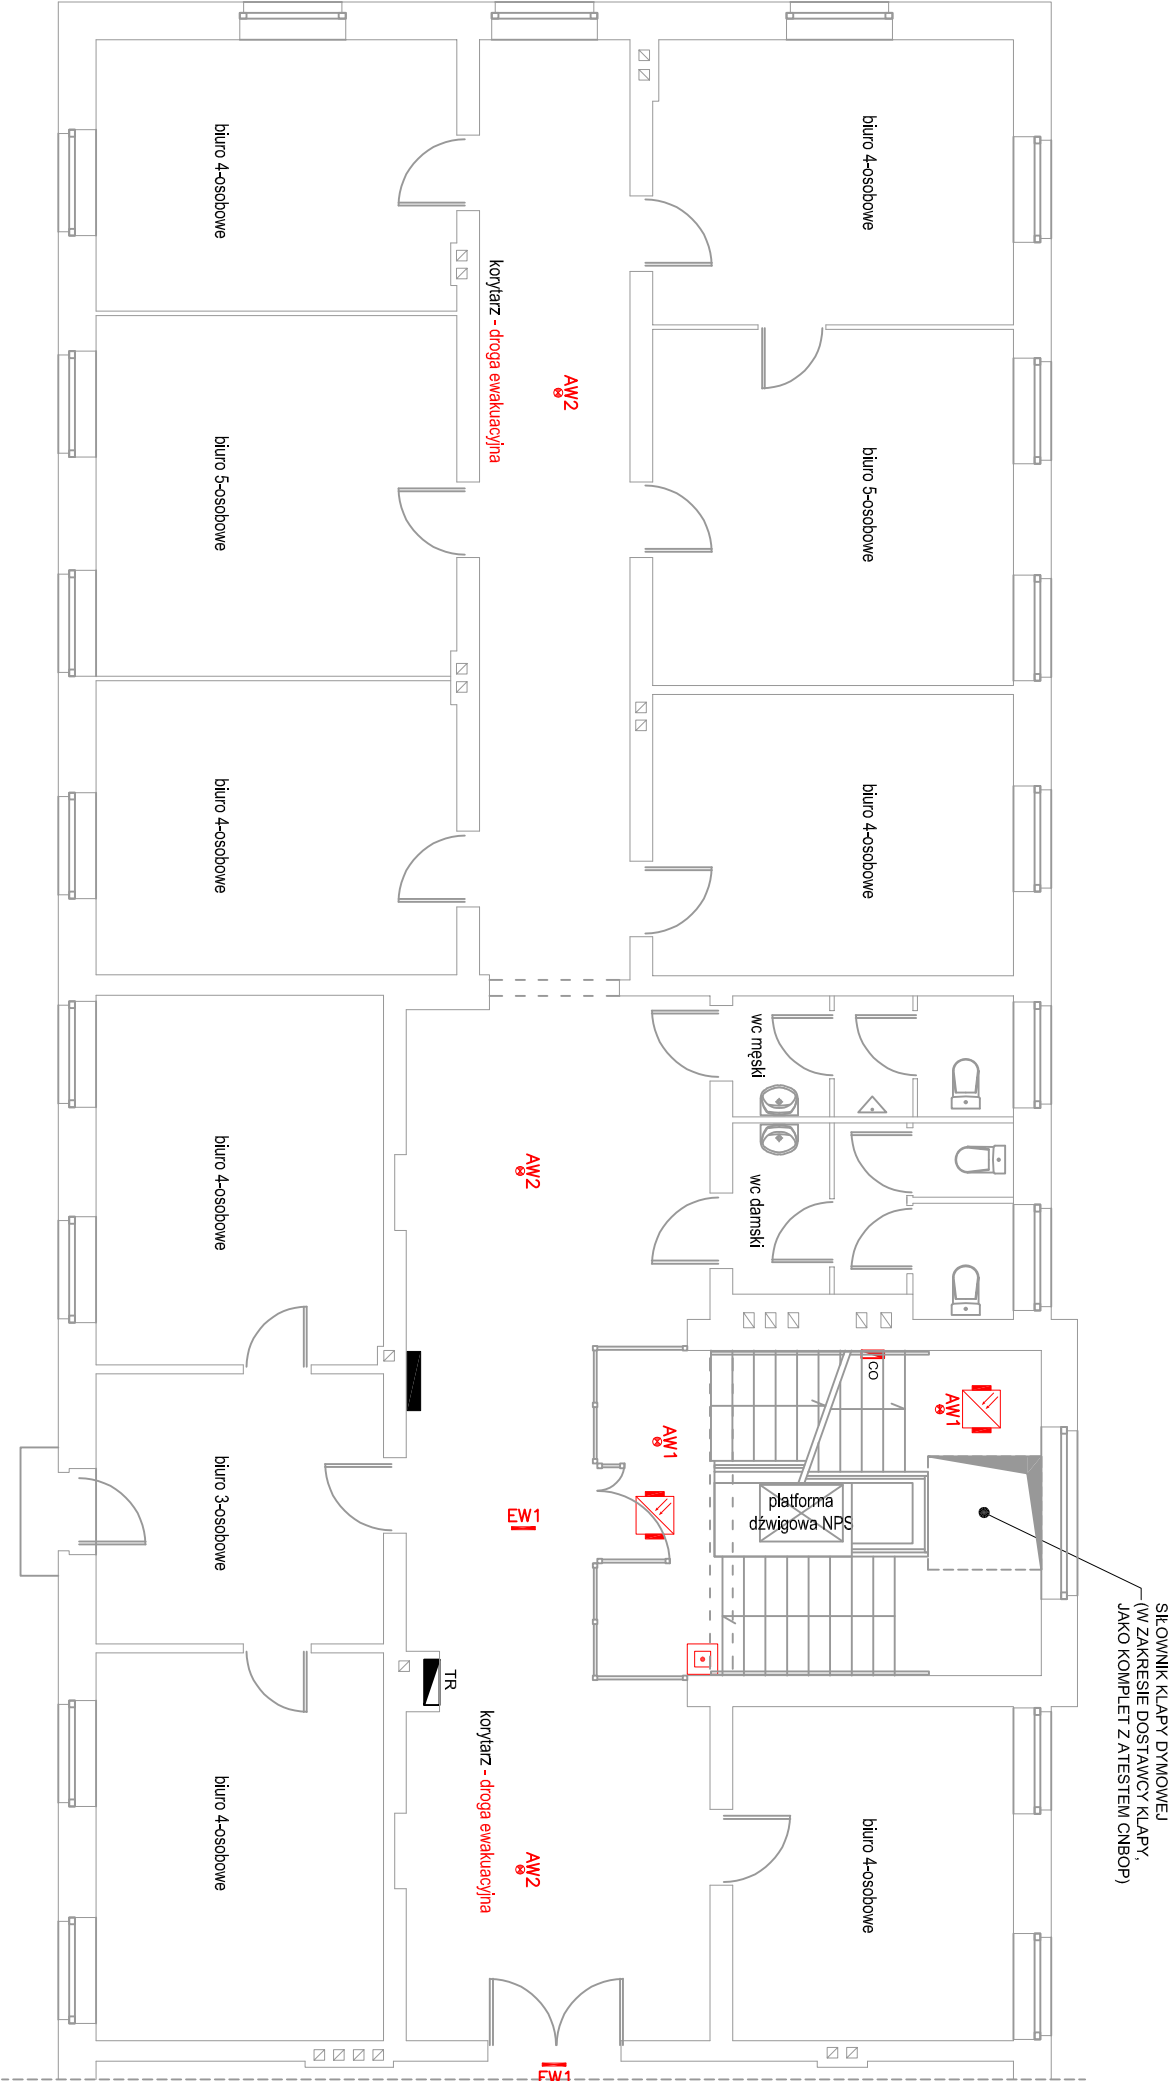 biuro 4-osobowe
biuro 4-osobowe
korytarz - droga ewakuacyjna
AW2
biuro 5-osobowe
biuro 5-osobowe
biuro 4-osobowe
biuro 4-osobowe
wc męski
biuro 4-osobowe
AW2
wc damski
CO
AW1
AW1
biuro 3-osobowe
EW1
platforma
dźwigowa NPS
SIŁOWNIK KLAPY DYMOWEJ
(W ZAKRESIE DOSTAWCY KLAPY,
JAKO KOMPLET Z ATESTEM CNBOP)
TR
korytarz - droga ewakuacyjna
biuro 4-osobowe
AW2
biuro 4-osobowe
EW1